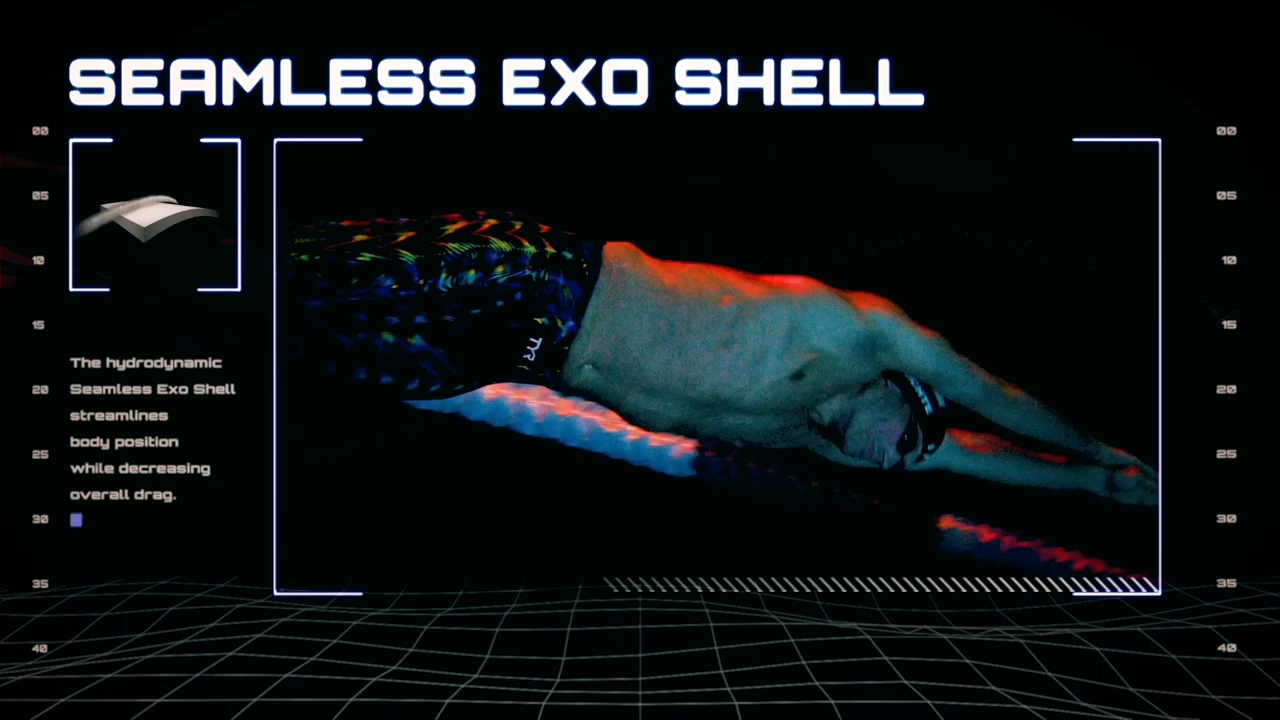 SEAMLESS EXO SHELL
00
05
10
15
20
25
30
35
40
The hydrodynamic
Seamless Exo Shell
streamlines
body position
while decreasing
overall drag.
TYR
00
05
10
15
20
25
30
35
40